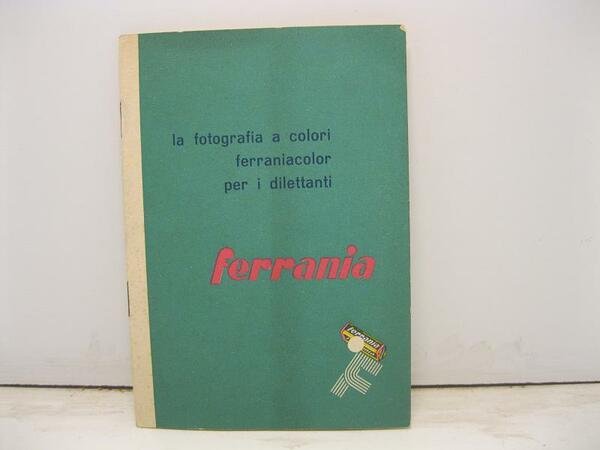 la fotografia a colori
ferraniacolor
per i dilettanti
ferrania
ferrania